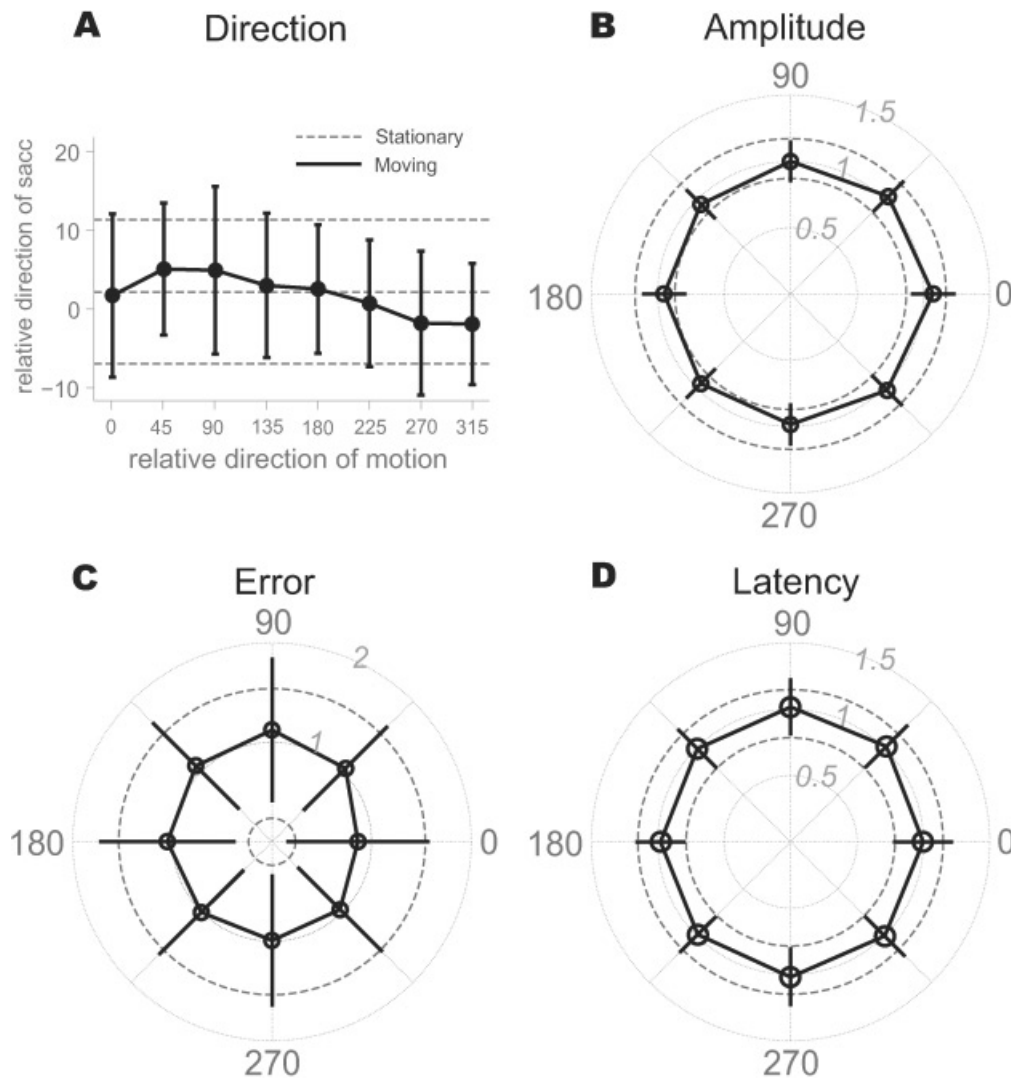 A Direction
Stationary
Moving
relative direction of sacc
20
10
0
−10
0 45 90 135 180 225 270 315
relative direction of motion
B Amplitude
90
1.5
1
0.5
180
0
270
C Error
90
2
1
180
0
270
D Latency
90
1.5
1
0.5
180
0
270